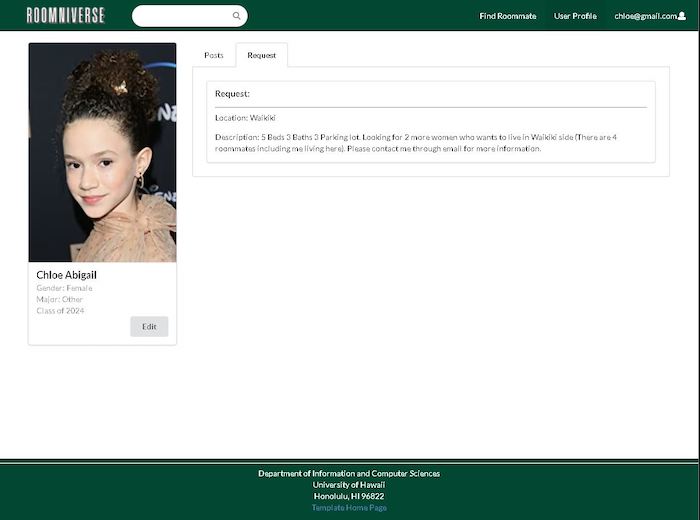 ROOMNIVERSE
Find Roommate
User Profile
chloe@gmail.com
Posts
Request
Request:
Location: Waikiki
Description: 5 Beds 3 Baths 3 Parking lot. Looking for 2 more women who wants to live in Waikiki side (There are 4
roommates including me living here). Please contact me through email for more information.
Chloe Abigail
Gender: Female
Major: Other
Class of 2024
Edit
Department of Information and Computer Sciences
University of Hawaii
Honolulu, HI 96822
Template Home Page